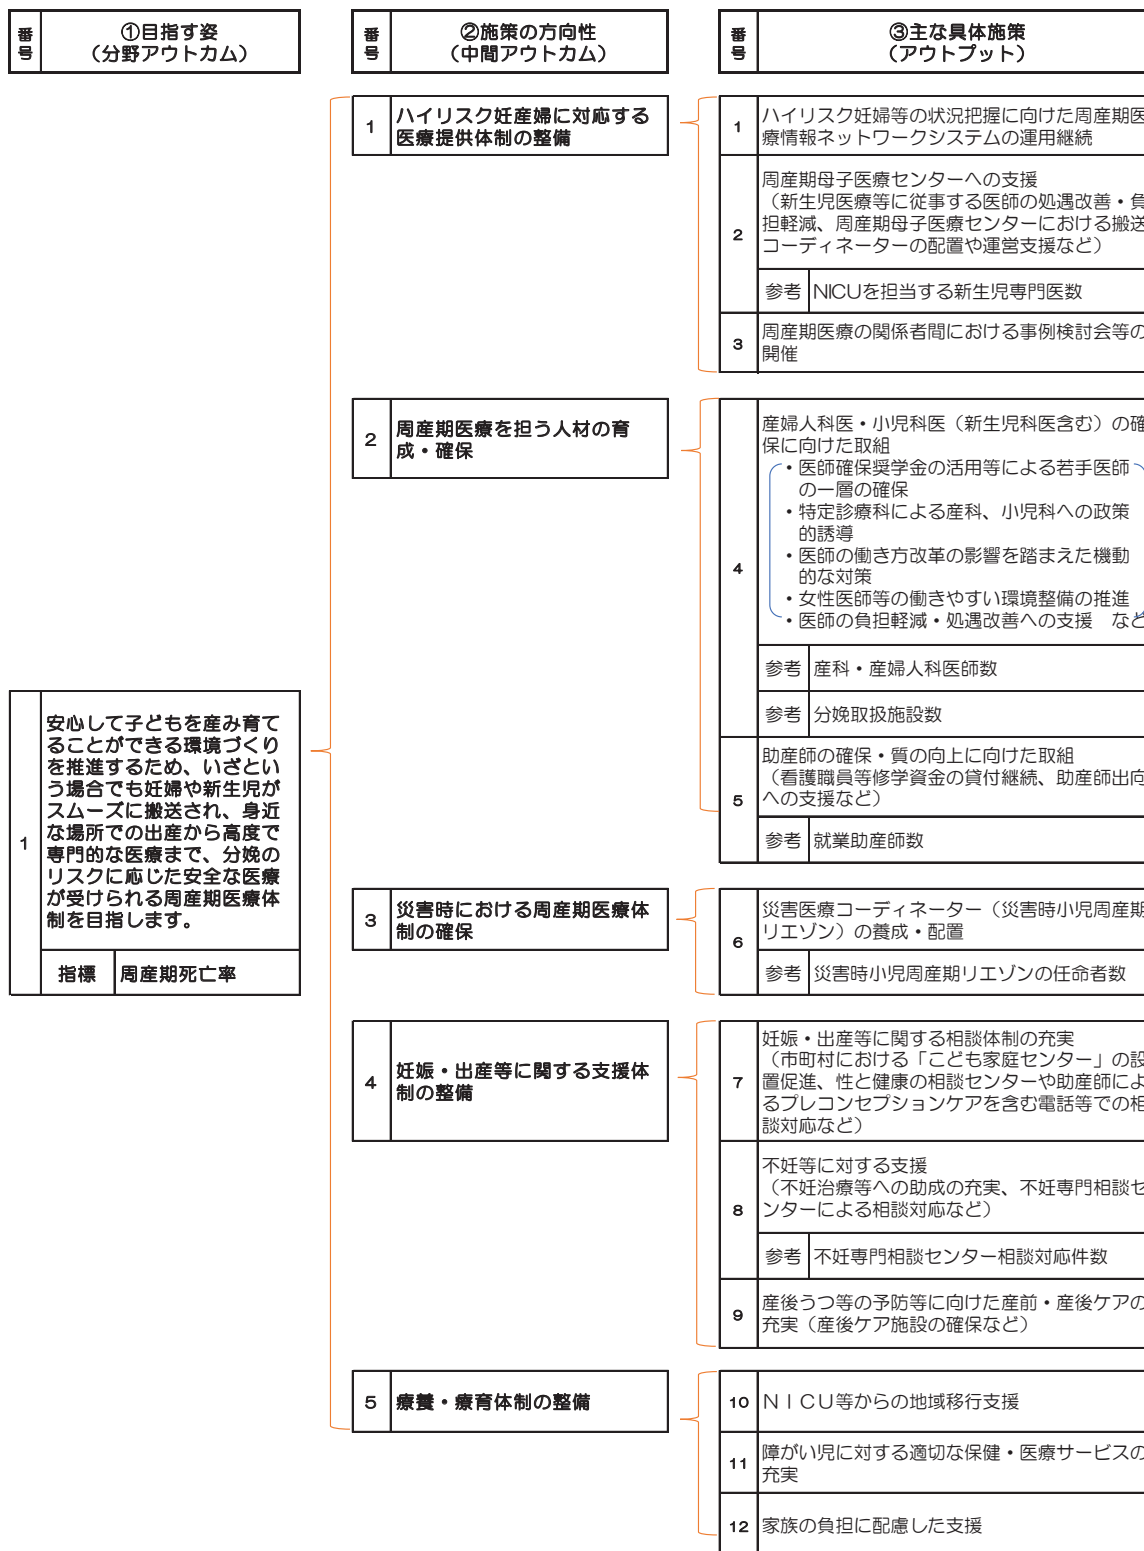 番号
①目指す姿
（分野アウトカム）
番号
②施策の方向性
（中間アウトカム）
番号
③主な具体施策
（アウトプット）
1
安心して子どもを産み育て
ることができる環境づくり
を推進するため、いざとい
う場合でも妊婦や新生児が
スムーズに搬送され、身近
な場所での出産から高度で
専門的な医療まで、分娩の
リスクに応じた安全な医療
が受けられる周産期医療体
制を目指します。
指標 周産期死亡率
1
ハイリスク妊産婦に対応する
医療提供体制の整備
1
ハイリスク妊婦等の状況把握に向けた周産期医
療情報ネットワークシステムの運用継続
2
周産期母子医療センターへの支援
（新生児医療等に従事する医師の処遇改善・負
担軽減、周産期母子医療センターにおける搬送
コーディネーターの配置や運営支援など）
参考 NICUを担当する新生児専門医数
3
周産期医療の関係者間における事例検討会等の
開催
2
周産期医療を担う人材の育
成・確保
4
産婦人科医・小児科医（新生児科医含む）の確
保に向けた取組
・医師確保奨学金の活用等による若手医師
の一層の確保
・特定診療科による産科、小児科への政策
的誘導
・医師の働き方改革の影響を踏まえた機動
的な対策
・女性医師等の働きやすい環境整備の推進
・医師の負担軽減・処遇改善への支援　など
参考 産科・産婦人科医師数
参考 分娩取扱施設数
5
助産師の確保・質の向上に向けた取組
（看護職員等修学資金の貸付継続、助産師出向
への支援など）
参考 就業助産師数
3
災害時における周産期医療体
制の確保
6
災害医療コーディネーター（災害時小児周産期
リエゾン）の養成・配置
参考 災害時小児周産期リエゾンの任命者数
4
妊娠・出産等に関する支援体
制の整備
7
妊娠・出産等に関する相談体制の充実
（市町村における「こども家庭センター」の設
置促進、性と健康の相談センターや助産師によ
るプレコンセプションケアを含む電話等での相
談対応など）
8
不妊等に対する支援
（不妊治療等への助成の充実、不妊専門相談セ
ンターによる相談対応など）
参考 不妊専門相談センター相談対応件数
9
産後うつ等の予防等に向けた産前・産後ケアの
充実（産後ケア施設の確保など）
5
療養・療育体制の整備
10
ＮＩＣＵ等からの地域移行支援
11
障がい児に対する適切な保健・医療サービスの
充実
12
家族の負担に配慮した支援